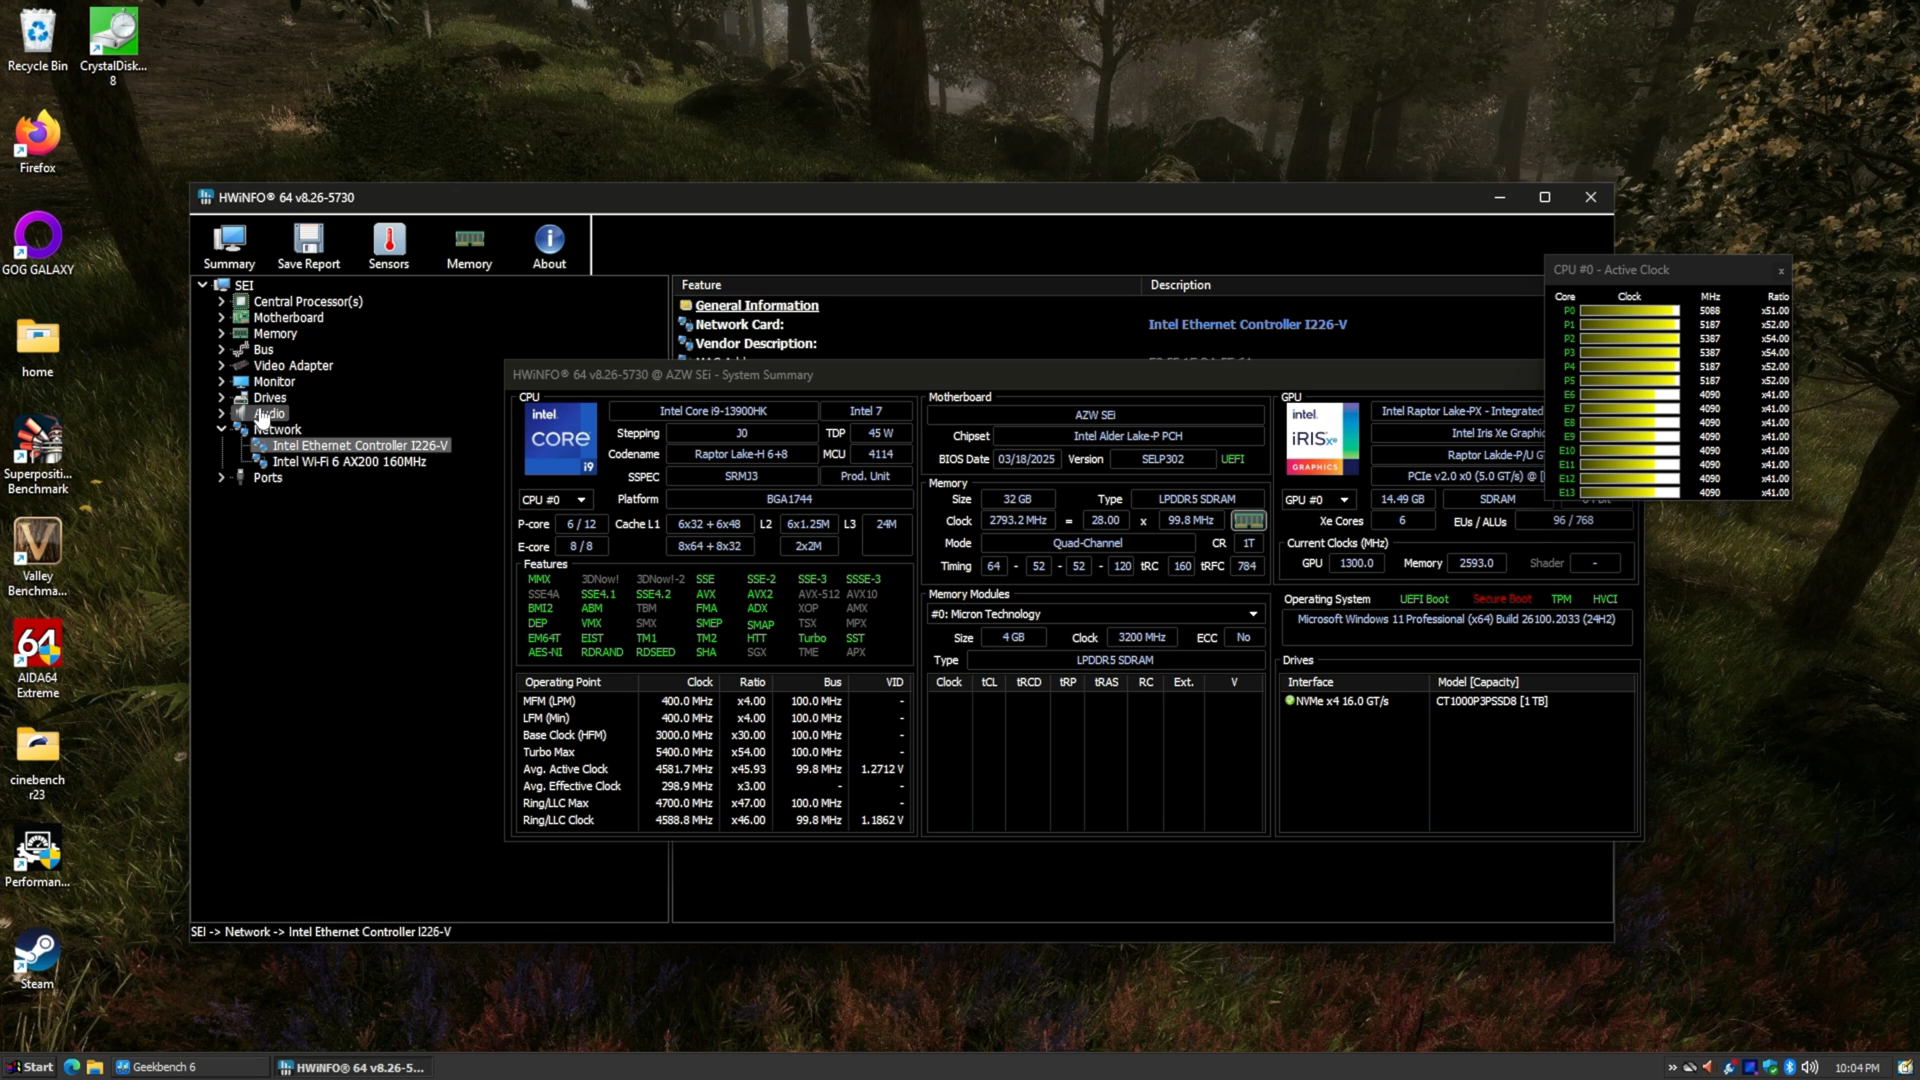 Recycle Bin
CrystalDisk...
8
Firefox
GOG GALAXY
home
Superpositi...
Benchmark
Valley
Benchma...
AIDA64
Extreme
cinebench
r23
Performan...
Steam
HWiNFO® 64 v8.26-5730
Summary
Save Report
Sensors
Memory
About
SEI
Central Processor(s)
Motherboard
Memory
Bus
Video Adapter
Monitor
Drives
Audio
Network
Intel Ethernet Controller I226-V
Intel Wi-Fi 6 AX200 160MHz
Ports
Feature Description
General Information
Network Card: Intel Ethernet Controller I226-V
Vendor Description:
CPU #0 - Active Clock x
Core Clock MHz Ratio
P0 5088 x51.00
P1 5187 x52.00
P2 5387 x54.00
P3 5387 x54.00
P4 5187 x52.00
P5 5187 x52.00
E6 4090 x41.00
E7 4090 x41.00
E8 4090 x41.00
E9 4090 x41.00
E10 4090 x41.00
E11 4090 x41.00
E12 4090 x41.00
E13 4090 x41.00
HWiNFO® 64 v8.26-5730 @ AZW SEi - System Summary
CPU
intel
CORE
i9
Intel Core i9-13900HK Intel 7
Stepping J0 TDP 45 W
Codename Raptor Lake-H 6+8 MCU 4114
SSPEC SRMJ3 Prod. Unit
CPU #0 Platform BGA1744
P-core 6 / 12 Cache L1 6x32 + 6x48 L2 6x1.25M L3 24M
E-core 8 / 8 8x64 + 8x32 2x2M
Features
MMX 3DNow! 3DNow!-2 SSE SSE-2 SSE-3 SSSE-3
SSE4A SSE4.1 SSE4.2 AVX AVX2 AVX-512 AVX10
BMI2 ABM TBM FMA ADX XOP AMX
DEP VMX SMX SMEP SMAP TSX MPX
EM64T EIST TM1 TM2 HTT Turbo SST
AES-NI RDRAND RDSEED SHA SGX TME APX
Operating Point Clock Ratio Bus VID
MFM (LPM) 400.0 MHz x4.00 100.0 MHz -
LFM (Min) 400.0 MHz x4.00 100.0 MHz -
Base Clock (HFM) 3000.0 MHz x30.00 100.0 MHz -
Turbo Max 5400.0 MHz x54.00 100.0 MHz -
Avg. Active Clock 4581.7 MHz x45.93 99.8 MHz 1.2712 V
Avg. Effective Clock 298.9 MHz x3.00 - -
Ring/LLC Max 4700.0 MHz x47.00 100.0 MHz -
Ring/LLC Clock 4588.8 MHz x46.00 99.8 MHz 1.1862 V
Motherboard
AZW SEi
Chipset Intel Alder Lake-P PCH
BIOS Date 03/18/2025 Version SELP302 UEFI
Memory
Size 32 GB Type LPDDR5 SDRAM
Clock 2793.2 MHz = 28.00 x 99.8 MHz
Mode Quad-Channel CR 1T
Timing 64 - 52 - 52 - 120 tRC 160 tRFC 784
Memory Modules
#0: Micron Technology
Size 4 GB Clock 3200 MHz ECC No
Type LPDDR5 SDRAM
Clock tCL tRCD tRP tRAS RC Ext. V
GPU
intel.
iRISxe
GRAPHICS
Intel Raptor Lake-PX - Integrated
Intel Iris Xe Graphic
Raptor Lakde-P/U G
PCIe v2.0 x0 (5.0 GT/s) @ [
GPU #0 14.49 GB SDRAM
Xe Cores 6 EUs / ALUs 96 / 768
Current Clocks (MHz)
GPU 1300.0 Memory 2593.0 Shader -
Operating System UEFI Boot Secure Boot TPM HVCI
Microsoft Windows 11 Professional (x64) Build 26100.2033 (24H2)
Drives
Interface Model [Capacity]
NVMe x4 16.0 GT/s CT1000P3PSSD8 [1 TB]
SEI -> Network -> Intel Ethernet Controller I226-V
Start
Geekbench 6
HWiNFO® 64 v8.26-5...
10:04 PM